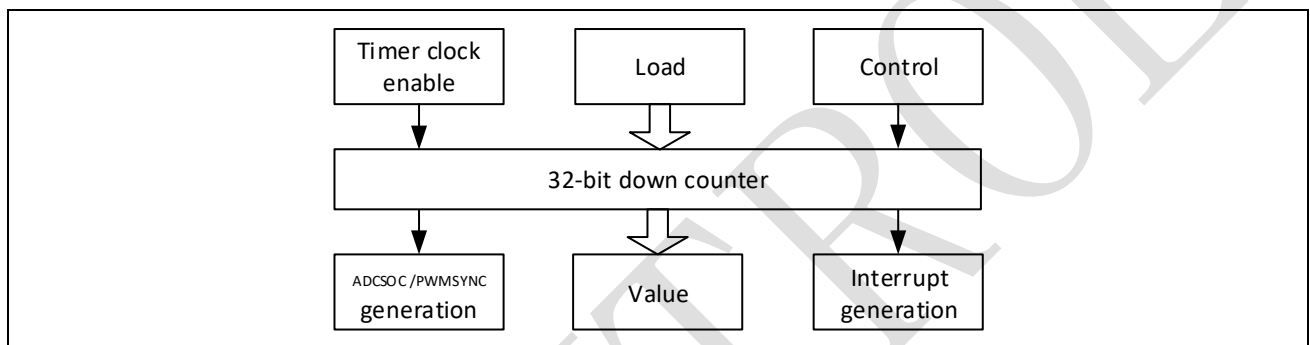 Timer clock
enable
Load
Control
32-bit down counter
ADCSOC/PWMSYNC
generation
Value
Interrupt
generation